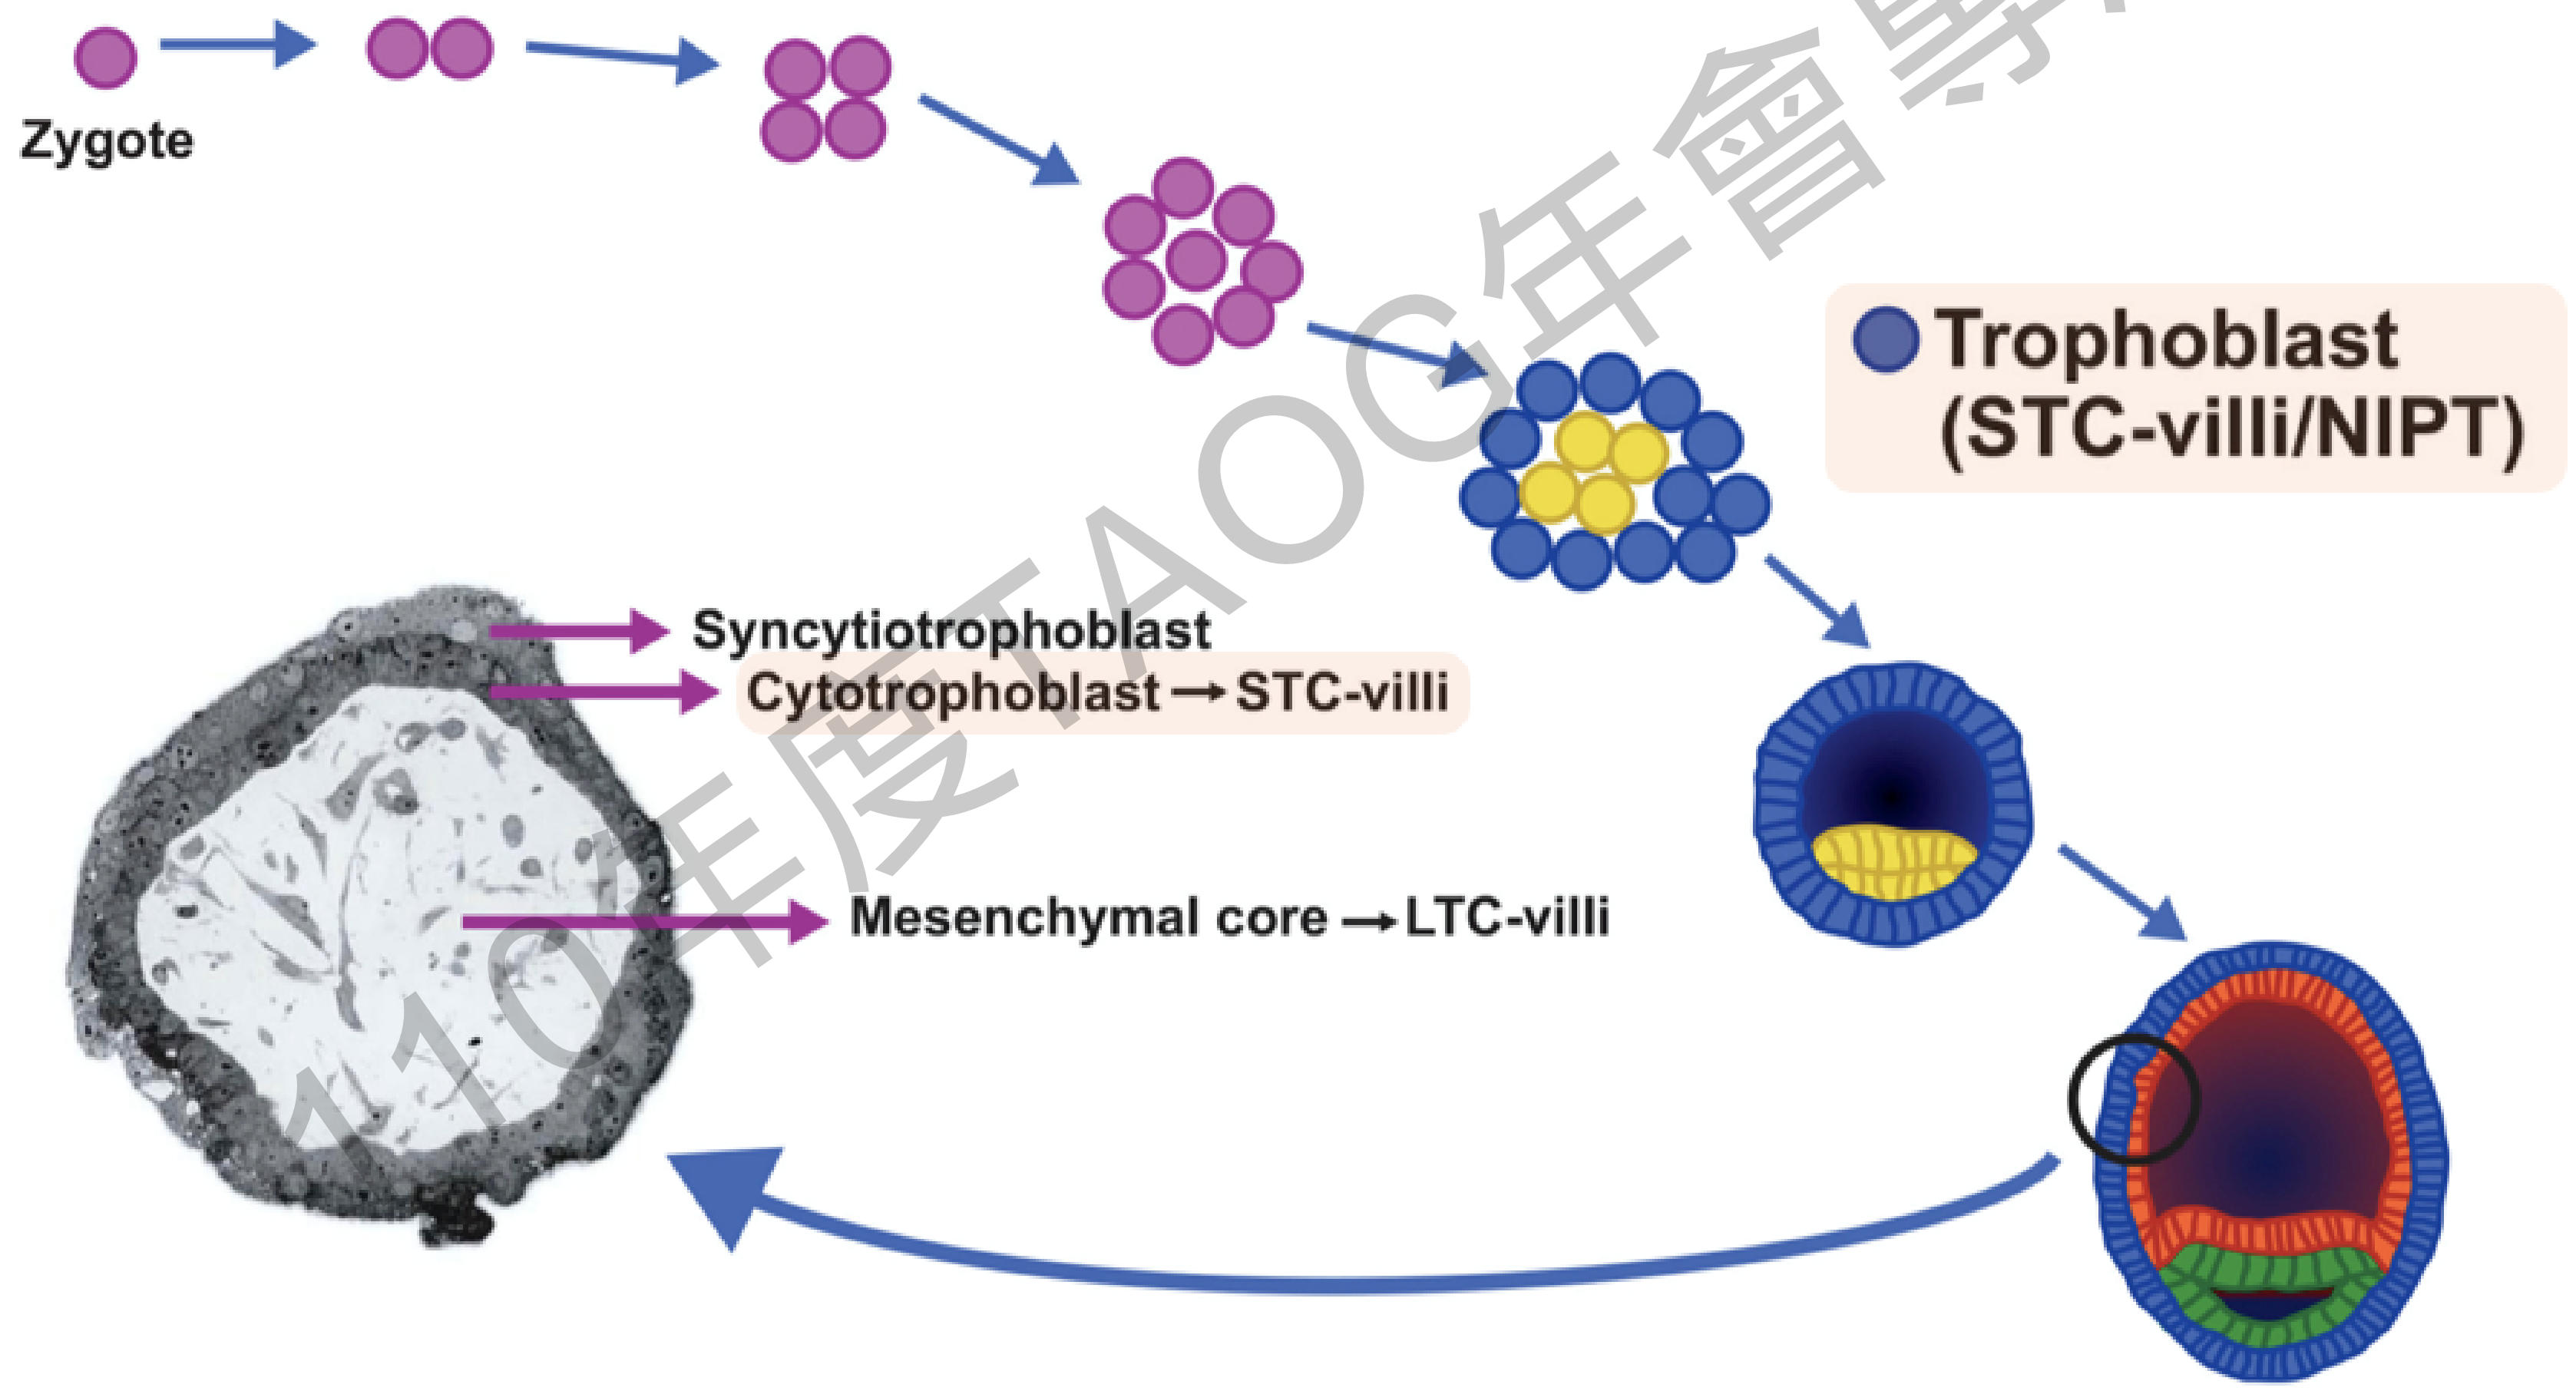 Zygote
Trophoblast
(STC-villi/NIPT)
Syncytiotrophoblast
Cytotrophoblast → STC-villi
Mesenchymal core → LTC-villi
110年度TAOG年會專